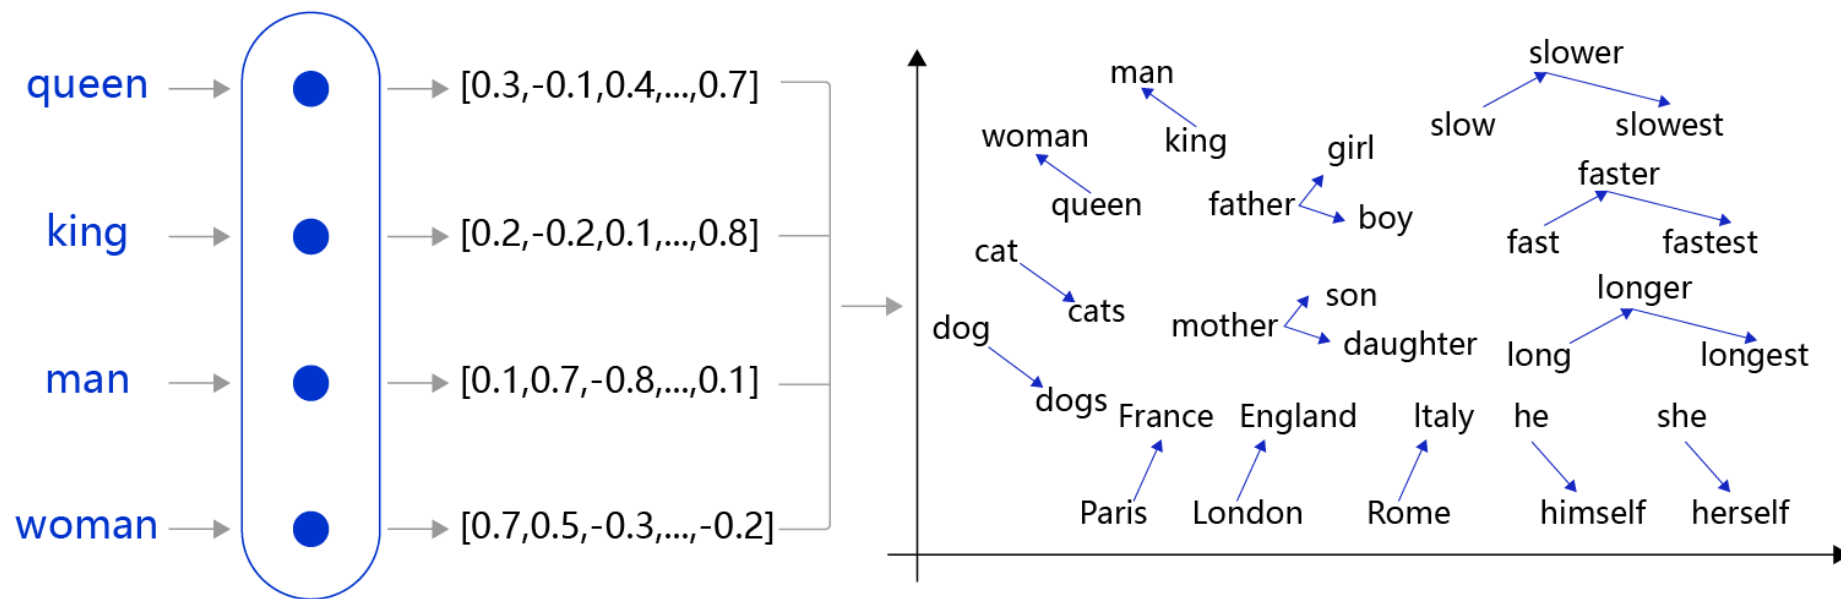 queen
[0.3,-0.1,0.4,...,0.7]
king
[0.2,-0.2,0.1,...,0.8]
man
[0.1,0.7,-0.8,...,0.1]
woman
[0.7,0.5,-0.3,...,-0.2]
man
king
woman
queen
girl
father
boy
cat
cats
dog
dogs
son
mother
daughter
slower
slow
slowest
faster
fast
fastest
longer
long
longest
France
England
Italy
he
she
Paris
London
Rome
himself
herself